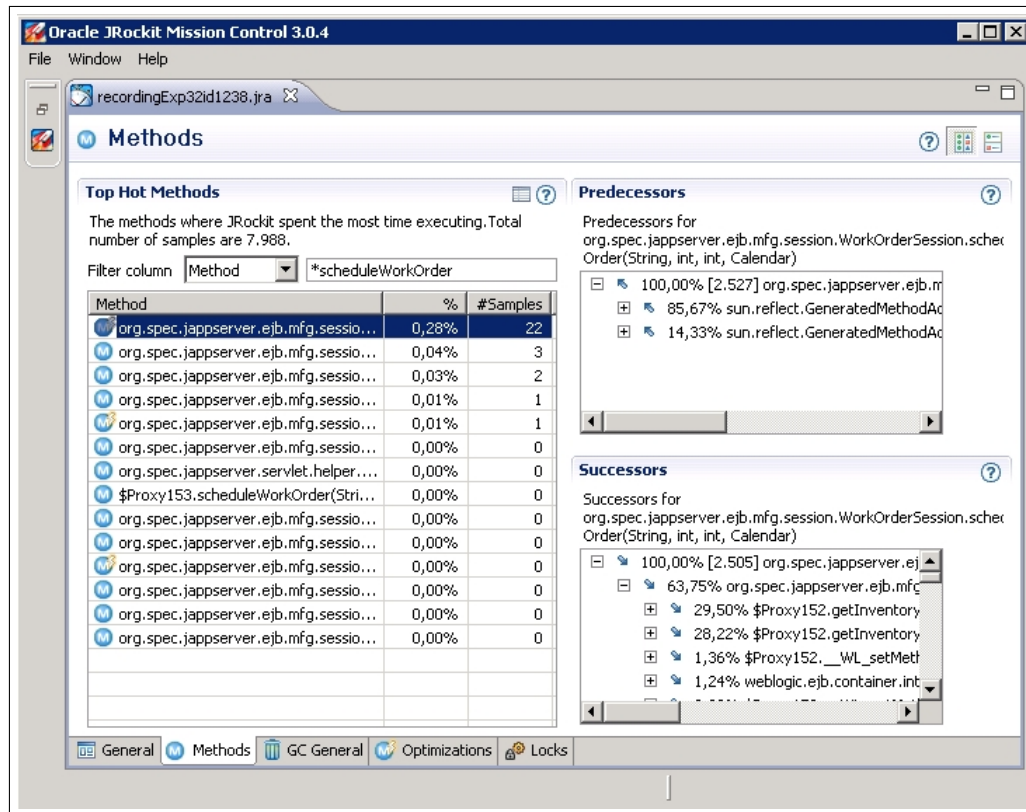 Oracle JRockit Mission Control 3.0.4
File Window Help
recordingExp32id1238.jra
Methods
Top Hot Methods
The methods where JRockit spent the most time executing.Total
number of samples are 7.988.
Filter column Method *scheduleWorkOrder
Method % #Samples
org.spec.jappserver.ejb.mfg.sessio... 0,28% 22
org.spec.jappserver.ejb.mfg.sessio... 0,04% 3
org.spec.jappserver.ejb.mfg.sessio... 0,03% 2
org.spec.jappserver.ejb.mfg.sessio... 0,01% 1
org.spec.jappserver.ejb.mfg.sessio... 0,01% 1
org.spec.jappserver.ejb.mfg.sessio... 0,00% 0
org.spec.jappserver.servlet.helper.... 0,00% 0
$Proxy153.scheduleWorkOrder(Stri... 0,00% 0
org.spec.jappserver.ejb.mfg.sessio... 0,00% 0
org.spec.jappserver.ejb.mfg.sessio... 0,00% 0
org.spec.jappserver.ejb.mfg.sessio... 0,00% 0
org.spec.jappserver.ejb.mfg.sessio... 0,00% 0
org.spec.jappserver.ejb.mfg.sessio... 0,00% 0
org.spec.jappserver.ejb.mfg.sessio... 0,00% 0
Predecessors
Predecessors for
org.spec.jappserver.ejb.mfg.session.WorkOrderSession.sched
Order(String, int, int, Calendar)
100,00% [2.527] org.spec.jappserver.ejb.m
85,67% sun.reflect.GeneratedMethodAc
14,33% sun.reflect.GeneratedMethodAc
Successors
Successors for
org.spec.jappserver.ejb.mfg.session.WorkOrderSession.sched
Order(String, int, int, Calendar)
100,00% [2.505] org.spec.jappserver.ej
63,75% org.spec.jappserver.ejb.mfg
29,50% $Proxy152.getInventory
28,22% $Proxy152.getInventory
1,36% $Proxy152.__WL_setMeth
1,24% weblogic.ejb.container.int
General Methods GC General Optimizations Locks